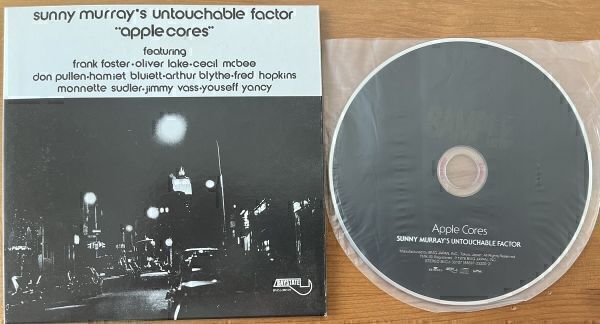 sunny murray's untouchable factor
"apple cores"
featuring
frank foster·oliver lake·cecil mcbee
don pullen·hamiet bluiett·arthur blythe·fred hopkins
monnette sudler·jimmy vass·youseff yancy
BAYSTATE
Apple Cores
SUNNY MURRAY'S UNTOUCHABLE FACTOR